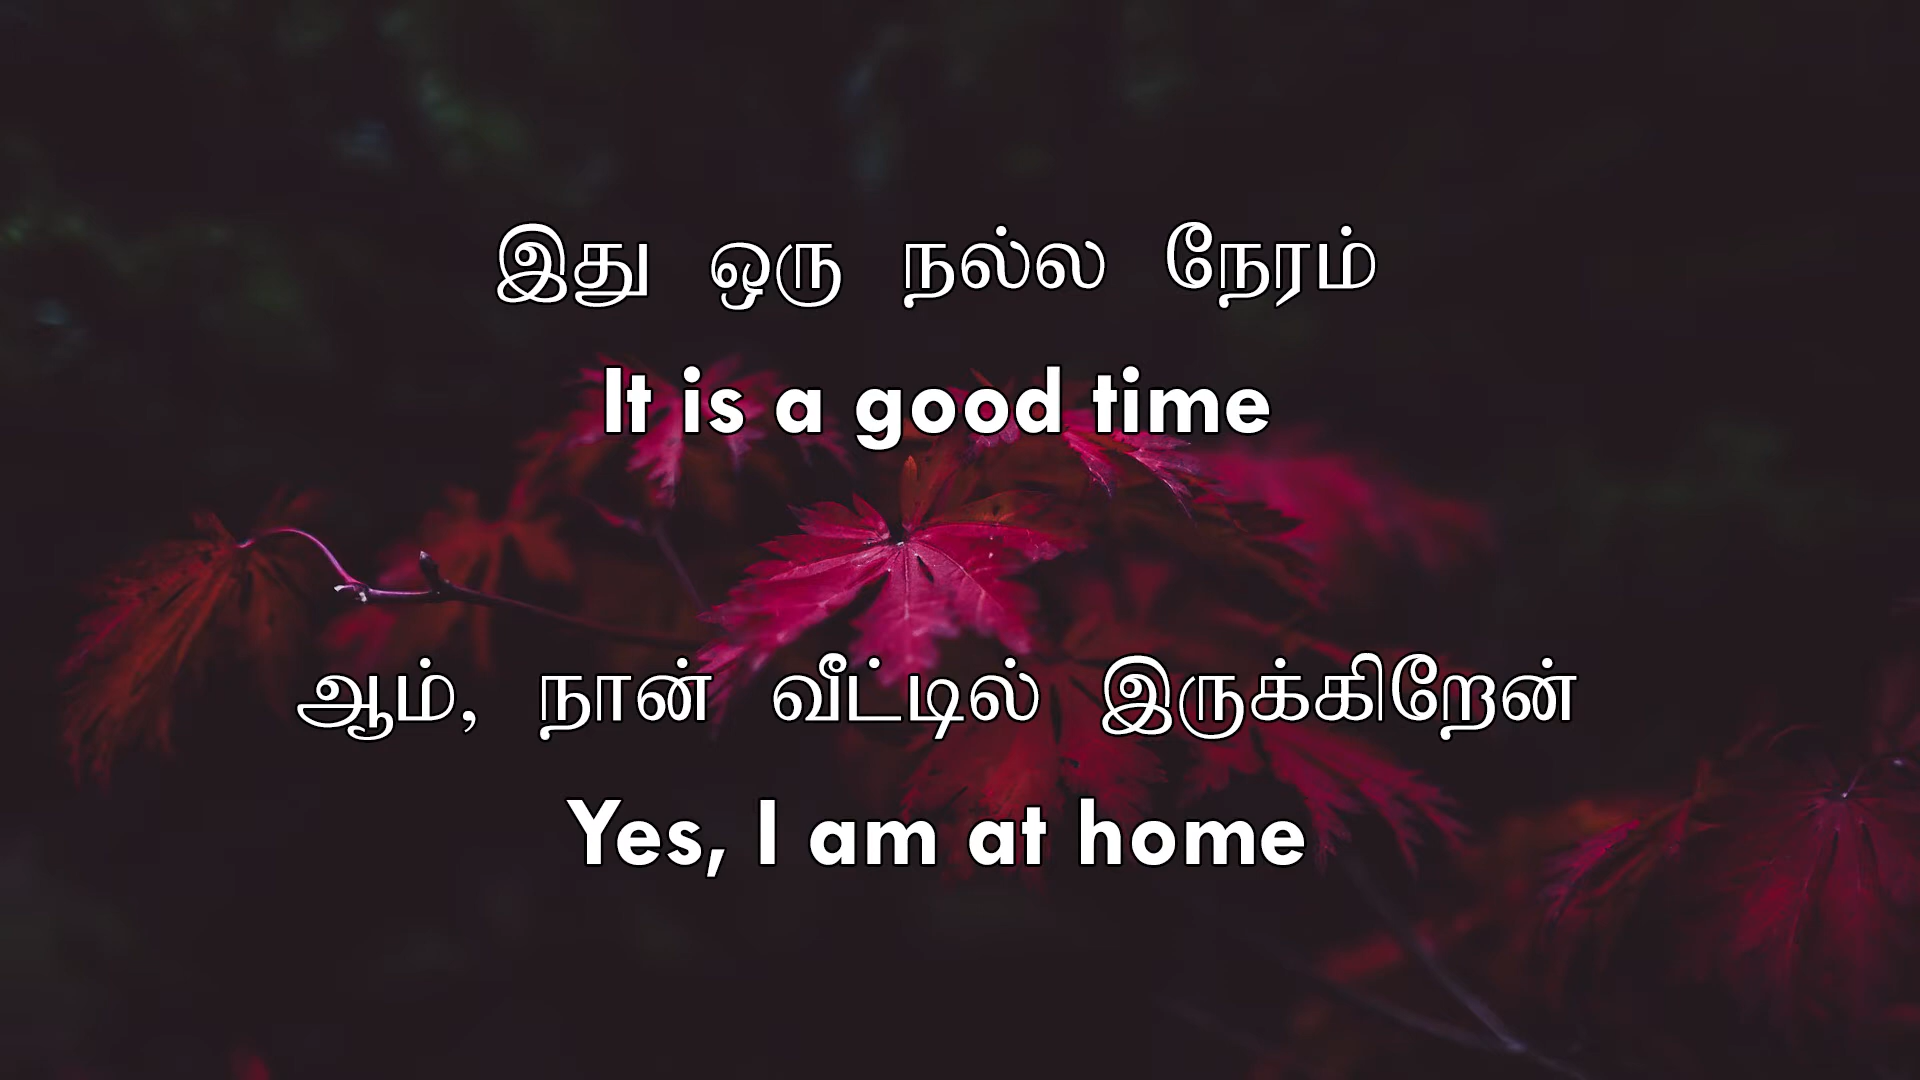 இது ஒரு நல்ல நேரம்
It is a good time
ஆம், நான் வீட்டில் இருக்கிறேன்
Yes, I am at home